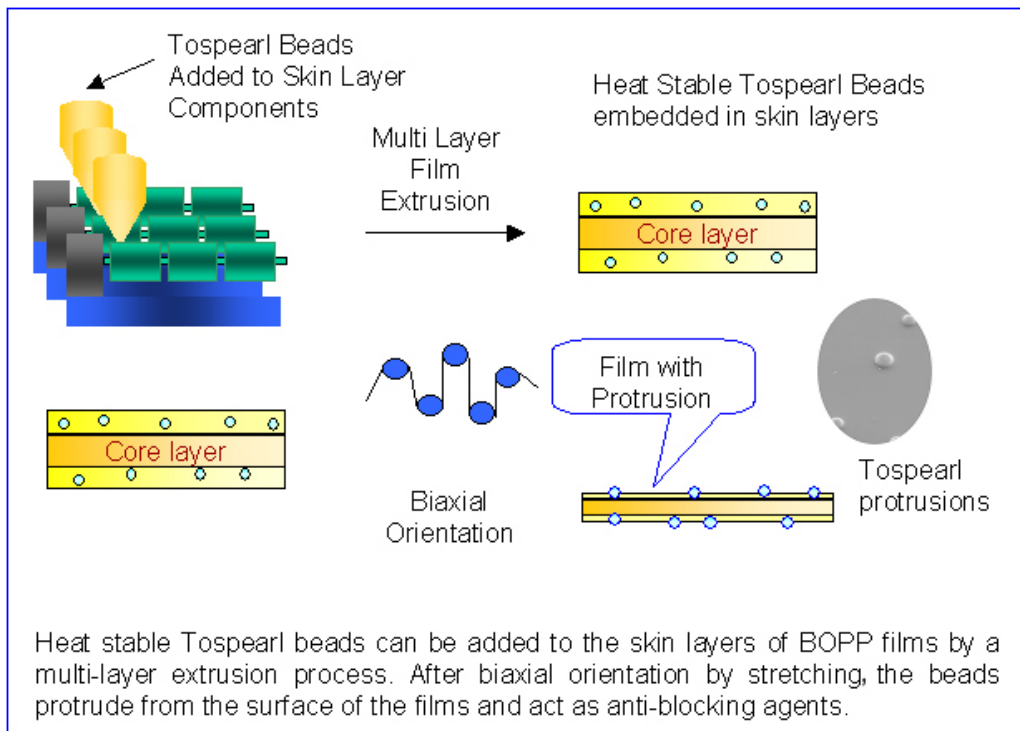 Tospearl Beads
Added to Skin Layer
Components
Multi Layer
Film
Extrusion
Heat Stable Tospearl Beads
embedded in skin layers
Core layer
Core layer
Biaxial
Orientation
Film with
Protrusion
Tospearl
protrusions
Heat stable Tospearl beads can be added to the skin layers of BOPP films by a
multi-layer extrusion process. After biaxial orientation by stretching, the beads
protrude from the surface of the films and act as anti-blocking agents.